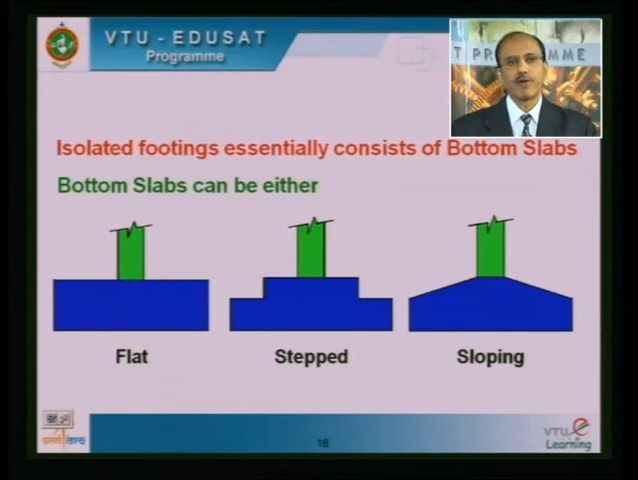 VTU - EDUSAT
Programme
T PROGRAMME
Isolated footings essentially consists of Bottom Slabs
Bottom Slabs can be either
Flat
Stepped
Sloping
16
VTU e
Learning